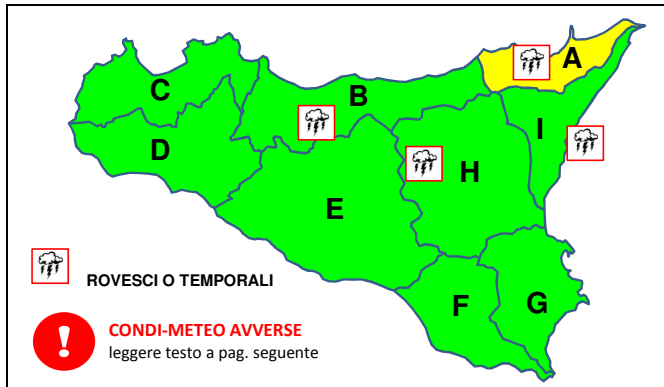 A
C
B
I
D
H
E
F
G
ROVESCI O TEMPORALI
!
CONDI-METEO AVVERSE
leggere testo a pag. seguente